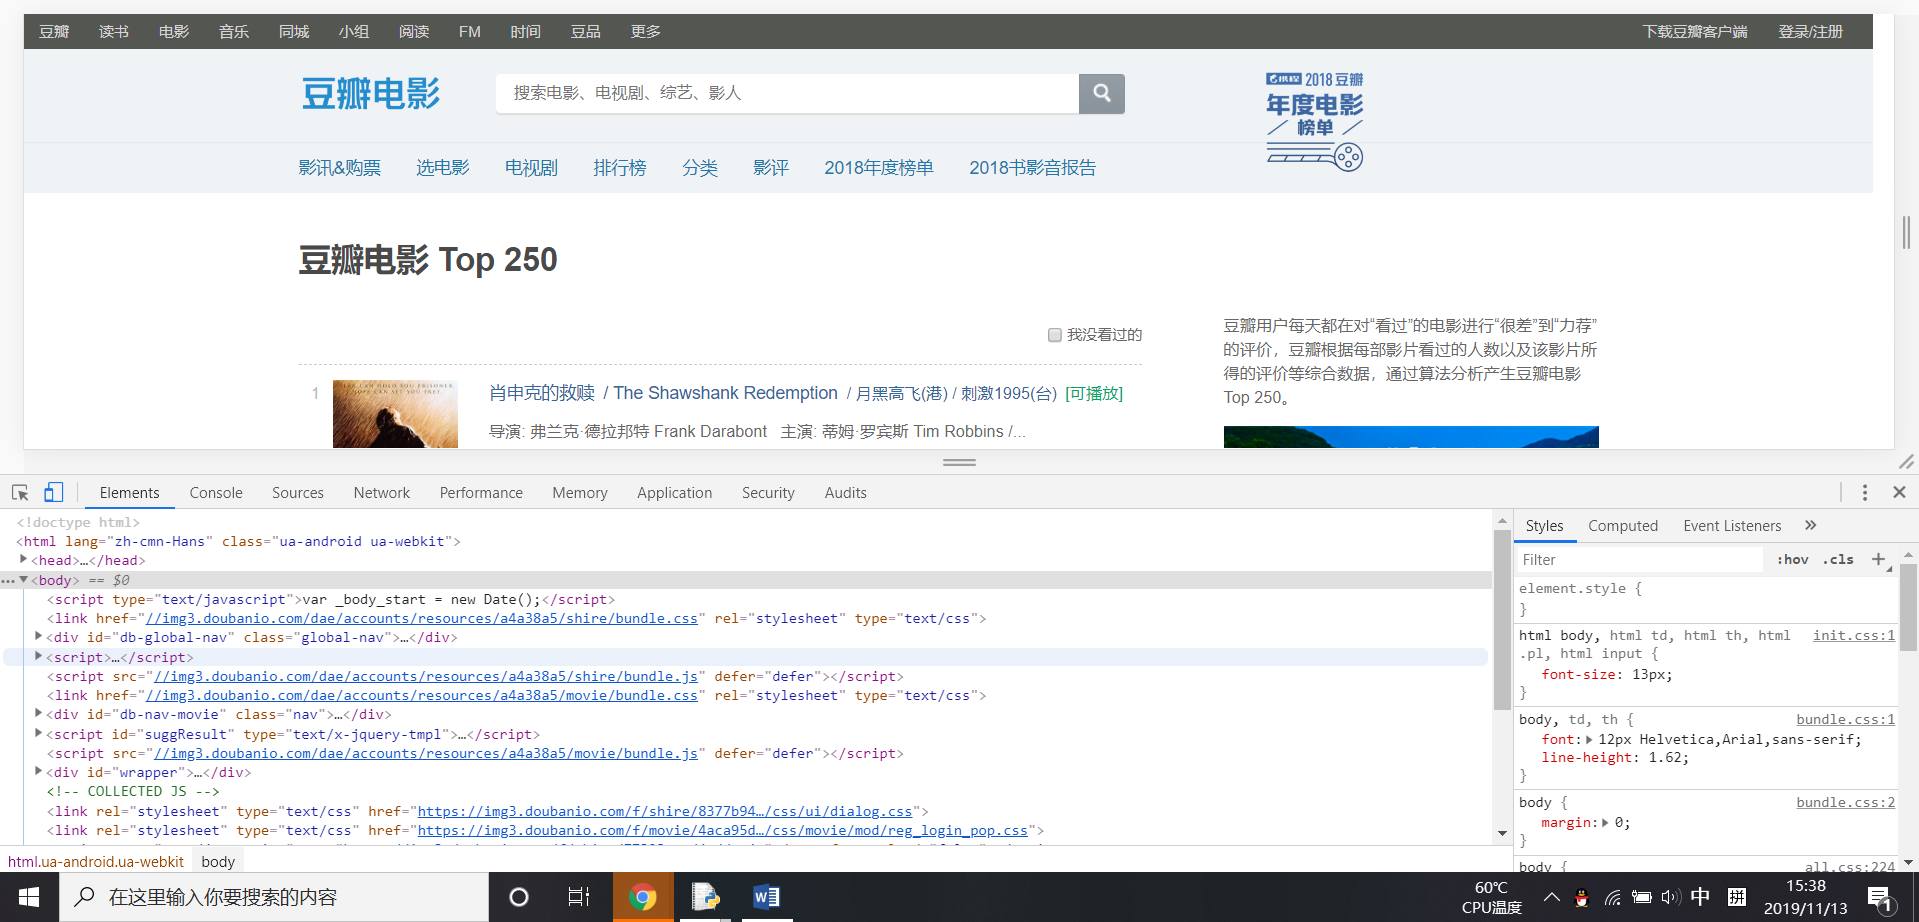 豆瓣 读书 电影 音乐 同城 小组 阅读 FM 时间 豆品 更多 下载豆瓣客户端 登录/注册
豆瓣电影 搜索电影、电视剧、综艺、影人
2018 豆瓣
年度电影
榜单
影讯&购票 选电影 电视剧 排行榜 分类 影评 2018年度榜单 2018书影音报告
豆瓣电影 Top 250
我没看过的
豆瓣用户每天都在对“看过”的电影进行“很差”到“力荐”
的评价，豆瓣根据每部影片看过的人数以及该影片所
得的评价等综合数据，通过算法分析产生豆瓣电影
Top 250。
1 肖申克的救赎 / The Shawshank Redemption / 月黑高飞(港) / 刺激1995(台) [可播放]
导演: 弗兰克·德拉邦特 Frank Darabont 主演: 蒂姆·罗宾斯 Tim Robbins /...
Elements Console Sources Network Performance Memory Application Security Audits
<!doctype html>
<html lang="zh-cmn-Hans" class="ua-android ua-webkit">
<head>…</head>
<body> == $0
<script type="text/javascript">var _body_start = new Date();</script>
<link href="//img3.doubanio.com/dae/accounts/resources/a4a38a5/shire/bundle.css" rel="stylesheet" type="text/css">
<div id="db-global-nav" class="global-nav">…</div>
<script>…</script>
<script src="//img3.doubanio.com/dae/accounts/resources/a4a38a5/shire/bundle.js" defer="defer"></script>
<link href="//img3.doubanio.com/dae/accounts/resources/a4a38a5/movie/bundle.css" rel="stylesheet" type="text/css">
<div id="db-nav-movie" class="nav">…</div>
<script id="suggResult" type="text/x-jquery-tmpl">…</script>
<script src="//img3.doubanio.com/dae/accounts/resources/a4a38a5/movie/bundle.js" defer="defer"></script>
<div id="wrapper">…</div>
<!-- COLLECTED JS -->
<link rel="stylesheet" type="text/css" href="https://img3.doubanio.com/f/shire/8377b94…/css/ui/dialog.css">
<link rel="stylesheet" type="text/css" href="https://img3.doubanio.com/f/movie/4aca95d…/css/movie/mod/reg_login_pop.css">
html.ua-android.ua-webkit body
Styles Computed Event Listeners »
Filter :hov .cls +
element.style {
}
html body, html td, html th, html init.css:1
.pl, html input {
font-size: 13px;
}
body, td, th { bundle.css:1
font: 12px Helvetica,Arial,sans-serif;
line-height: 1.62;
}
body { bundle.css:2
margin: 0;
}
body { all.css:224
在这里输入你要搜索的内容
60℃
CPU温度
中 拼
15:38
2019/11/13
1